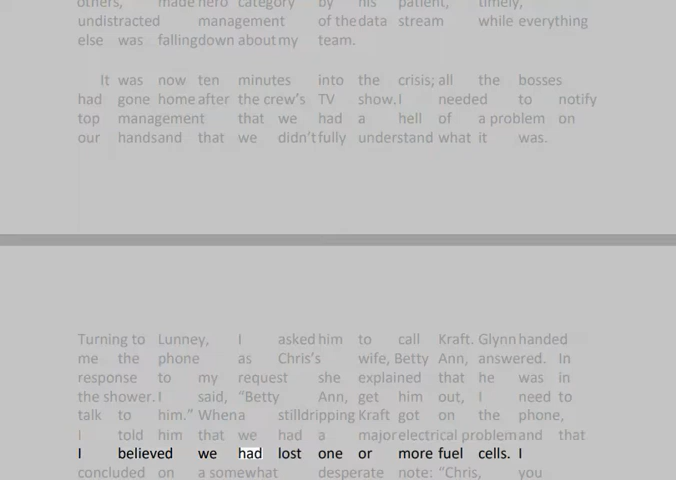 others, made hero category by his patient, timely,
undistracted management of the data stream while everything
else was falling down about my team.
It was now ten minutes into the crisis; all the bosses
had gone home after the crew's TV show. I needed to notify
top management that we had a hell of a problem on
our hands and that we didn't fully understand what it was.
Turning to Lunney, I asked him to call Kraft. Glynn handed
me the phone as Chris's wife, Betty Ann, answered. In
response to my request she explained that he was in
the shower. I said, "Betty Ann, get him out, I need to
talk to him." When a still dripping Kraft got on the phone,
I told him that we had a major electrical problem and that
I believed we had lost one or more fuel cells. I
concluded on a somewhat desperate note: "Chris, you